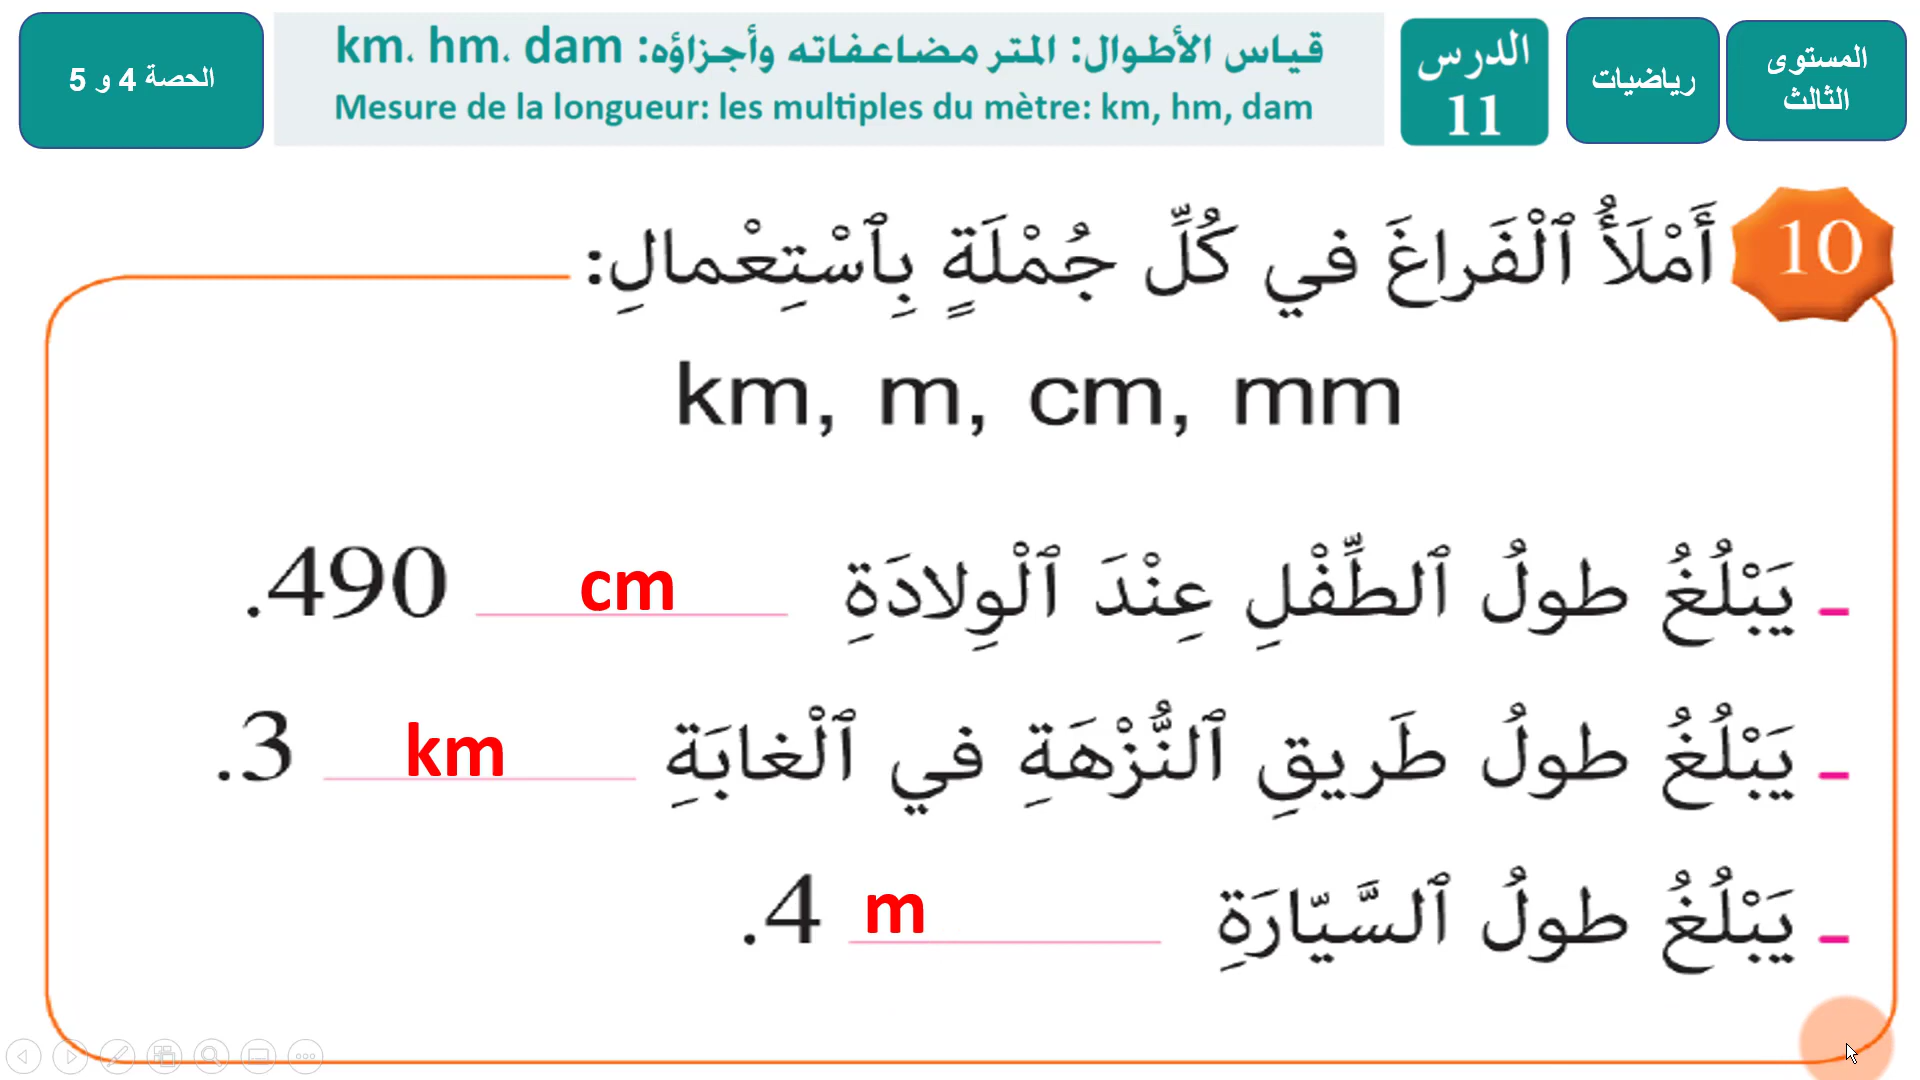 المستوى
الثالث
رياضيات
الدرس
11
قياس الأطوال: المتر مضاعفاته وأجزاؤه: km، hm، dam
Mesure de la longueur: les multiples du mètre: km, hm, dam
الحصة 4 و 5
10
أَمْلَأُ ٱلْفَراغَ في كُلِّ جُمْلَةٍ بِٱسْتِعْمالِ:
km, m, cm, mm
ـ يَبْلُغُ طولُ ٱلطِّفْلِ عِنْدَ ٱلْوِلادَةِ cm 490.
ـ يَبْلُغُ طولُ طَريقِ ٱلنُّزْهَةِ في ٱلْغابَةِ km 3.
ـ يَبْلُغُ طولُ ٱلسَّيّارَةِ m 4.